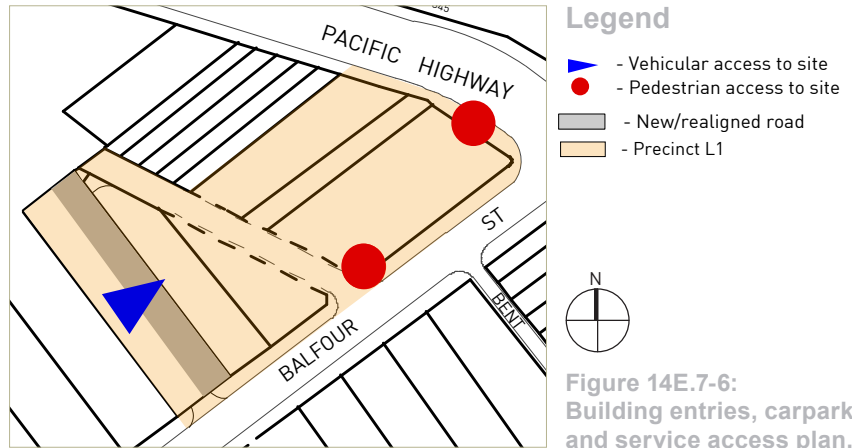 645
PACIFIC HIGHWAY
ST
BENT
BALFOUR
Legend
- Vehicular access to site
- Pedestrian access to site
- New/realigned road
- Precinct L1
N
Figure 14E.7-6:
Building entries, carpark
and service access plan.